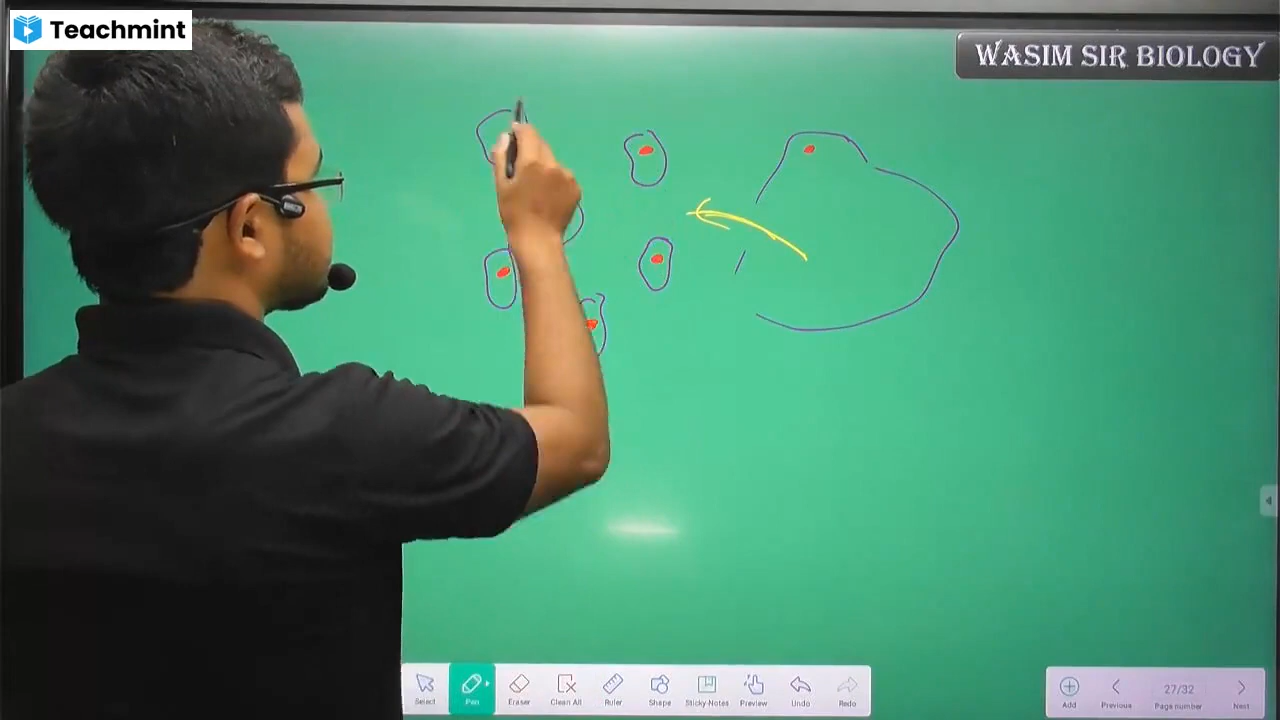 Teachmint
WASIM SIR BIOLOGY
Select
Pen
Eraser
Clean All
Ruler
Shape
Sticky-Notes
Preview
Undo
Redo
Add
Previous
27/32
Page number
Next